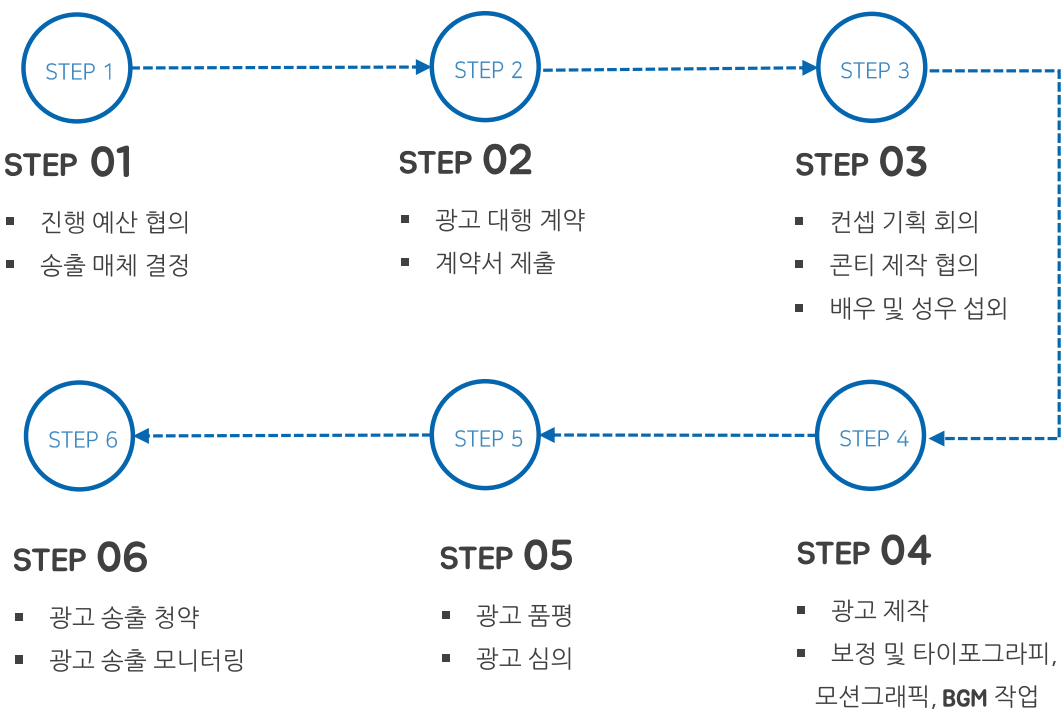 STEP 1
STEP 2
STEP 3
STEP 01
▪ 진행 예산 협의
▪ 송출 매체 결정
STEP 02
▪ 광고 대행 계약
▪ 계약서 제출
STEP 03
▪ 컨셉 기획 회의
▪ 콘티 제작 협의
▪ 배우 및 성우 섭외
STEP 4
STEP 5
STEP 6
STEP 04
▪ 광고 제작
▪ 보정 및 타이포그라피,
모션그래픽, BGM 작업
STEP 05
▪ 광고 품평
▪ 광고 심의
STEP 06
▪ 광고 송출 청약
▪ 광고 송출 모니터링